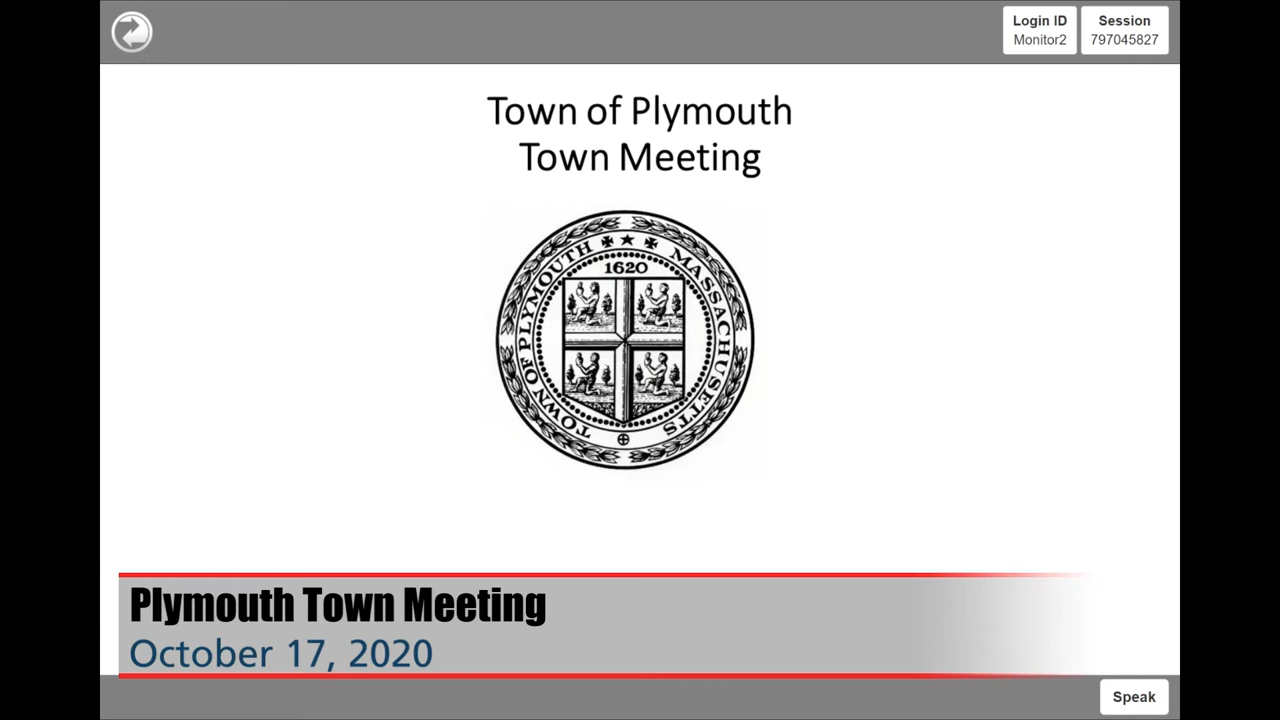 Login ID
Monitor2
Session
797045827
Town of Plymouth
Town Meeting
TOWN OF PLYMOUTH MASSACHUSETTS
1620
Plymouth Town Meeting
October 17, 2020
Speak